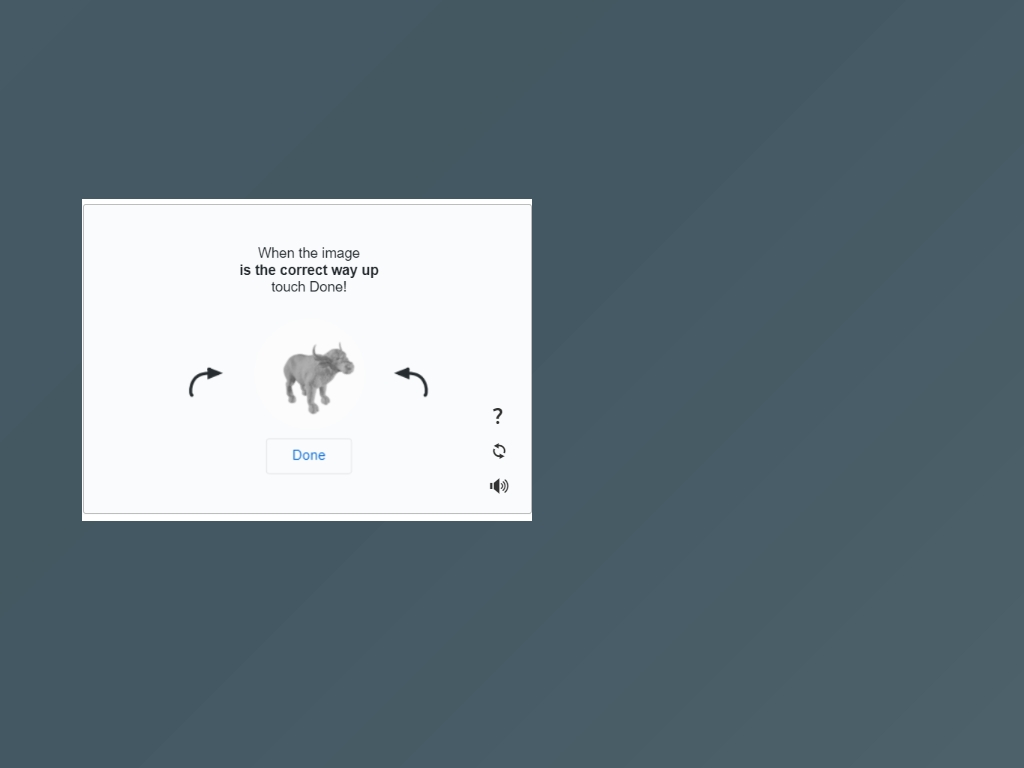 When the image
is the correct way up
touch Done!
?
Done